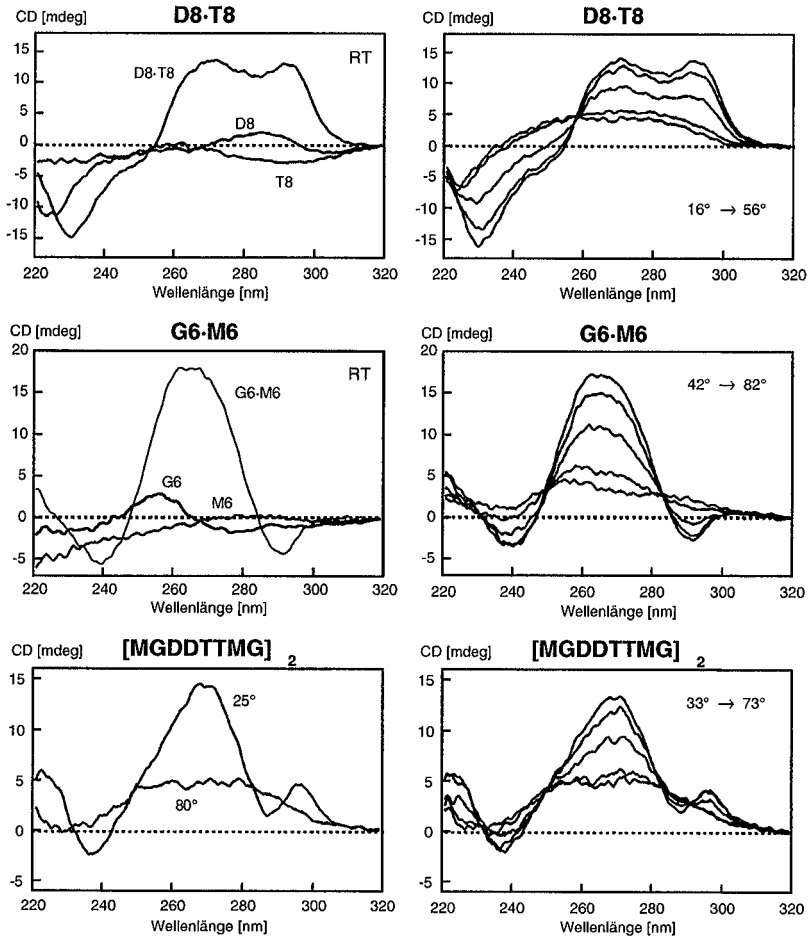 CD [mdeg] D8·T8
15
10
5
0
-5
-10
-15
D8·T8
D8
T8
RT
220 240 260 280 300 320
Wellenlänge [nm]
CD [mdeg] D8·T8
15
10
5
0
-5
-10
-15
16° → 56°
220 240 260 280 300 320
Wellenlänge [nm]
CD [mdeg] G6·M6
20
15
10
5
0
-5
RT
G6·M6
G6
M6
220 240 260 280 300 320
Wellenlänge [nm]
CD [mdeg] G6·M6
20
15
10
5
0
-5
42° → 82°
220 240 260 280 300 320
Wellenlänge [nm]
CD [mdeg] [MGDDTTMG]2
15
10
5
0
-5
25°
80°
220 240 260 280 300 320
Wellenlänge [nm]
CD [mdeg] [MGDDTTMG]2
15
10
5
0
-5
33° → 73°
220 240 260 280 300 320
Wellenlänge [nm]